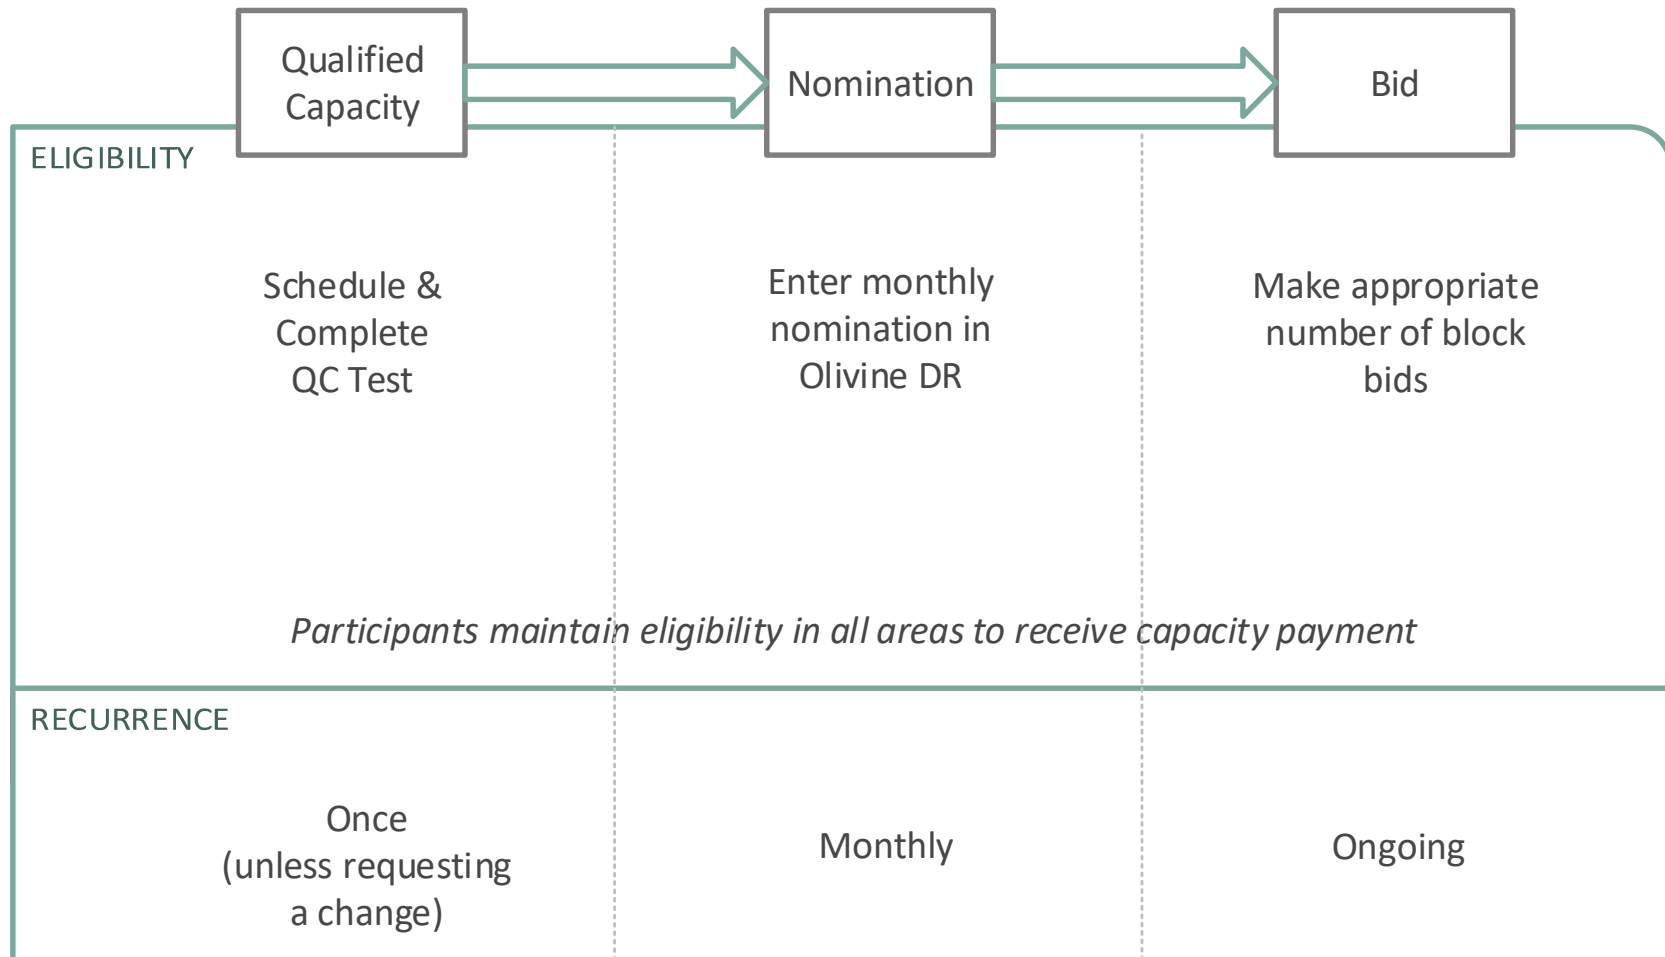 Qualified
Capacity
Nomination
Bid
ELIGIBILITY
Schedule &
Complete
QC Test
Enter monthly
nomination in
Olivine DR
Make appropriate
number of block
bids
Participants maintain eligibility in all areas to receive capacity payment
RECURRENCE
Once
(unless requesting
a change)
Monthly
Ongoing